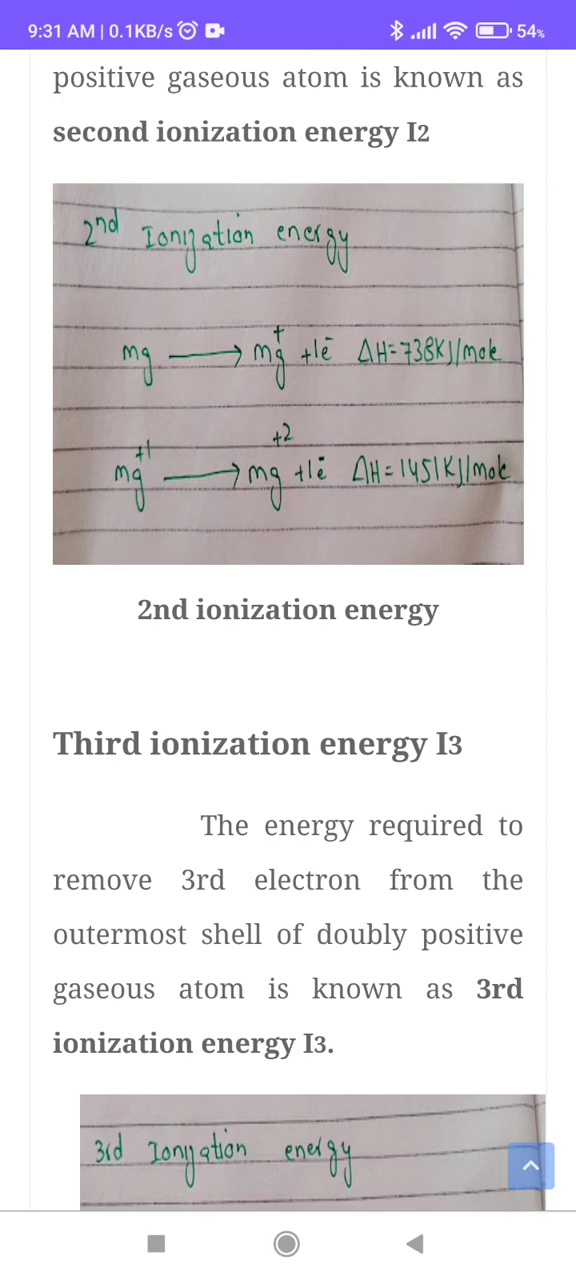 9:31 AM | 0.1KB/s
54%
positive gaseous atom is known as
second ionization energy I2
2nd Ionization energy
mg → mg+ +1e̅ ΔH=738KJ/mole
mg+1 → mg+2 +1e̅ ΔH=1451KJ/mole
2nd ionization energy
Third ionization energy I3
The energy required to
remove 3rd electron from the
outermost shell of doubly positive
gaseous atom is known as 3rd
ionization energy I3.
3rd Ionization energy